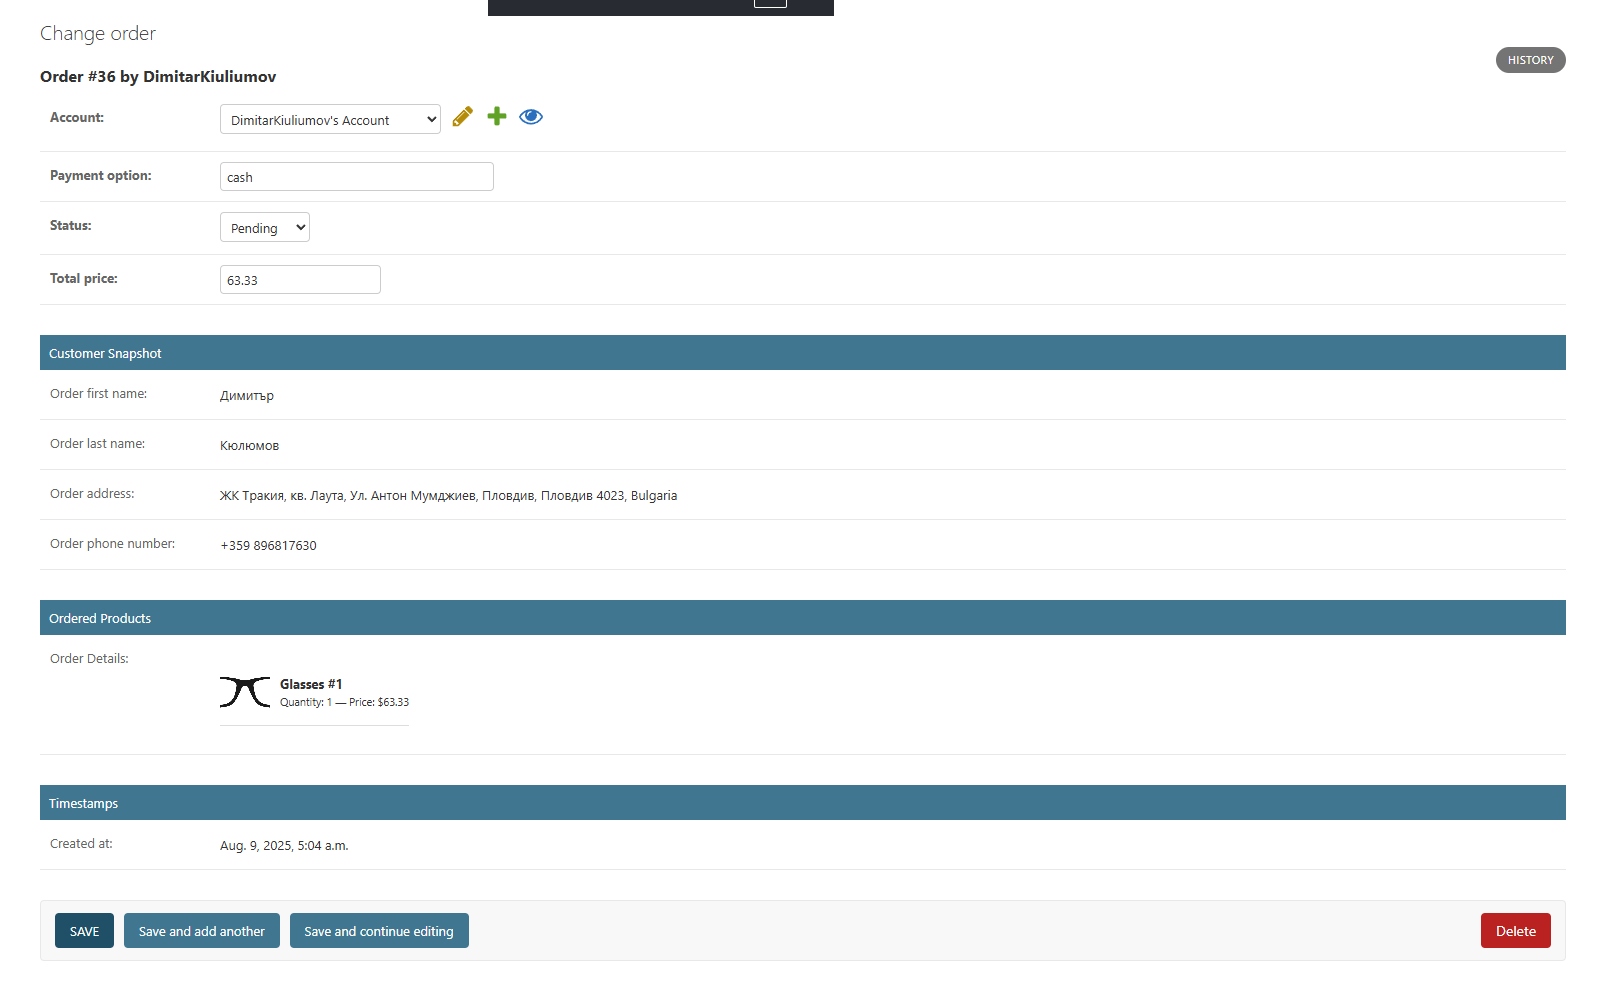 Change order
HISTORY
Order #36 by DimitarKiuliumov
Account:
DimitarKiuliumov's Account
Payment option:
cash
Status:
Pending
Total price:
63.33
Customer Snapshot
Order first name:
Димитър
Order last name:
Кюлюмов
Order address:
ЖК Тракия, кв. Лаута, Ул. Антон Мумджиев, Пловдив, Пловдив 4023, Bulgaria
Order phone number:
+359 896817630
Ordered Products
Order Details:
Glasses #1
Quantity: 1 — Price: $63.33
Timestamps
Created at:
Aug. 9, 2025, 5:04 a.m.
SAVE
Save and add another
Save and continue editing
Delete